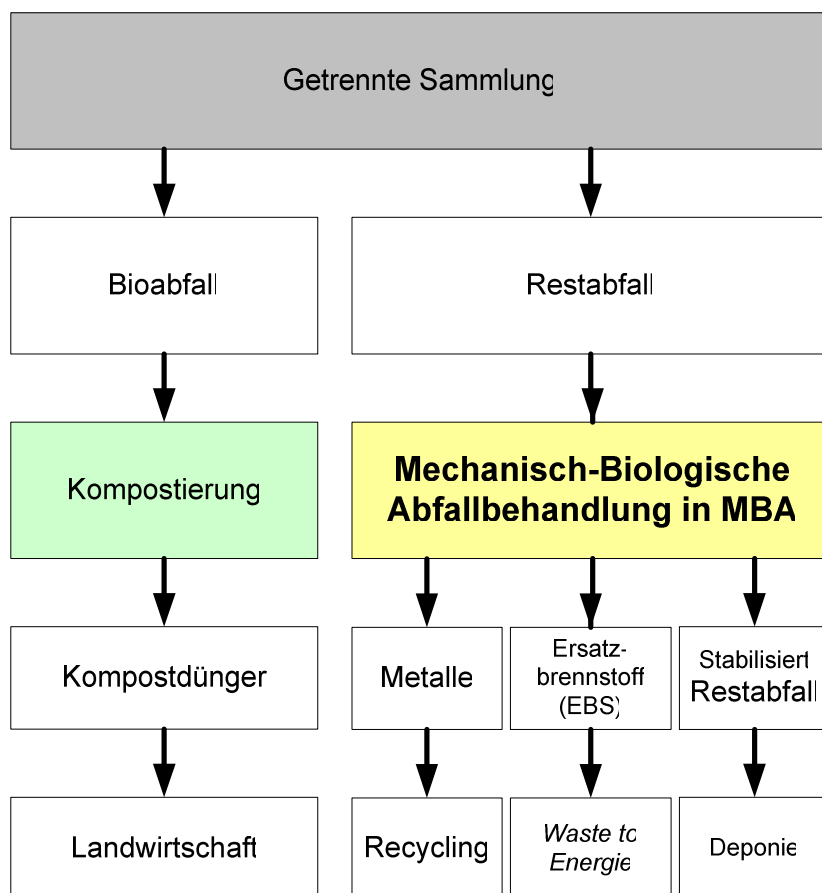 Getrennte Sammlung
Bioabfall
Restabfall
Kompostierung
Mechanisch-Biologische
Abfallbehandlung in MBA
Kompostdünger
Metalle
Ersatz-
brennstoff
(EBS)
Stabilisiert
Restabfall
Landwirtschaft
Recycling
Waste to
Energie
Deponie